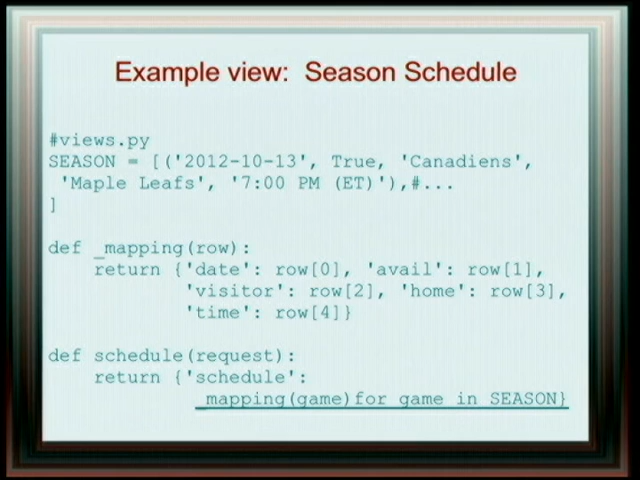 Example view: Season Schedule
#views.py
SEASON = [('2012-10-13', True, 'Canadiens',
'Maple Leafs', '7:00 PM (ET)'),#...
]
def _mapping(row):
return {'date': row[0], 'avail': row[1],
'visitor': row[2], 'home': row[3],
'time': row[4]}
def schedule(request):
return {'schedule':
_mapping(game)for game in SEASON}